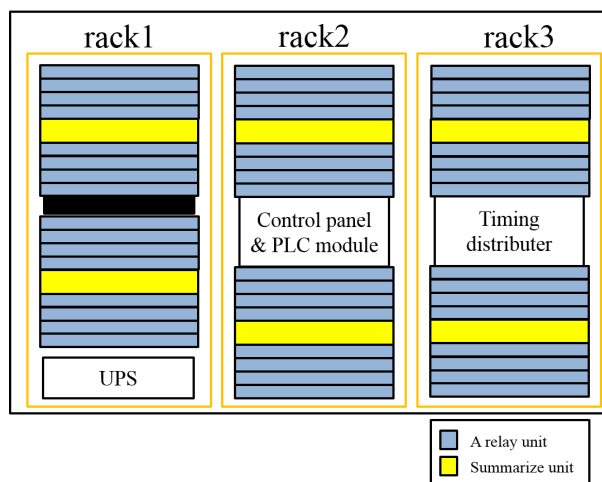 rack1
rack2
rack3
Control panel
& PLC module
Timing
distributer
UPS
A relay unit
Summarize unit